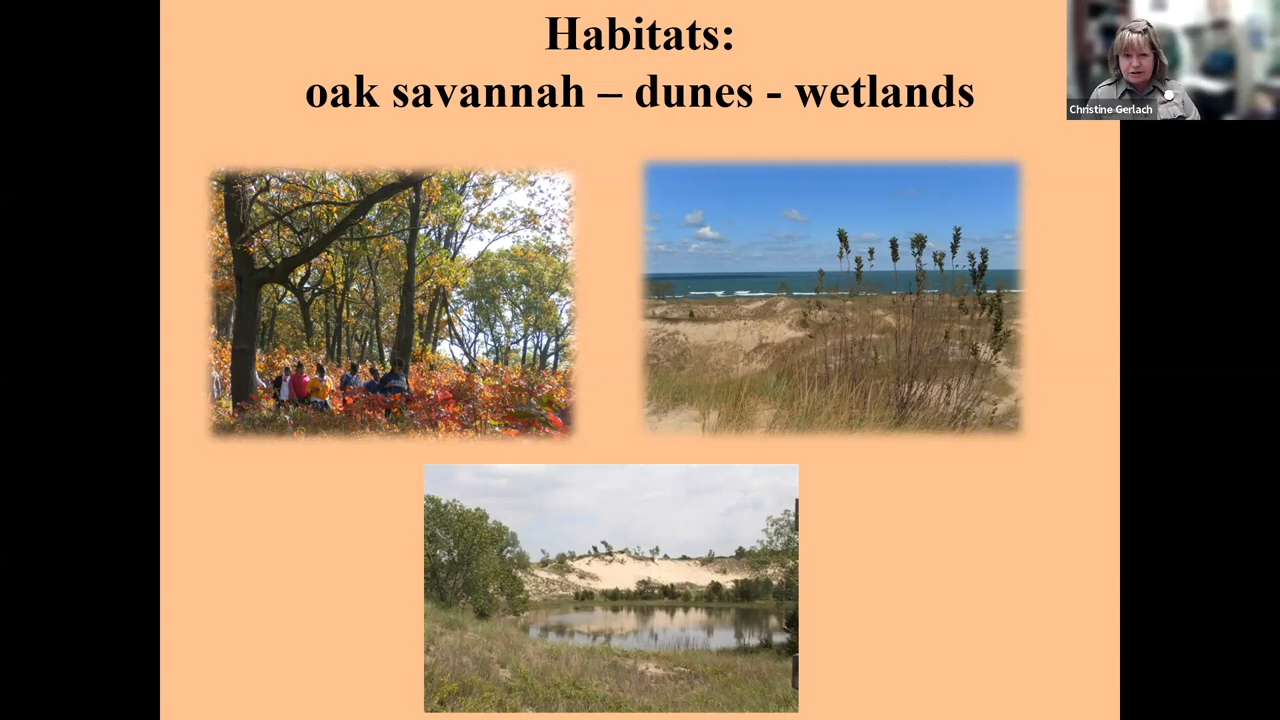 Habitats:
oak savannah – dunes - wetlands
Christine Gerlach